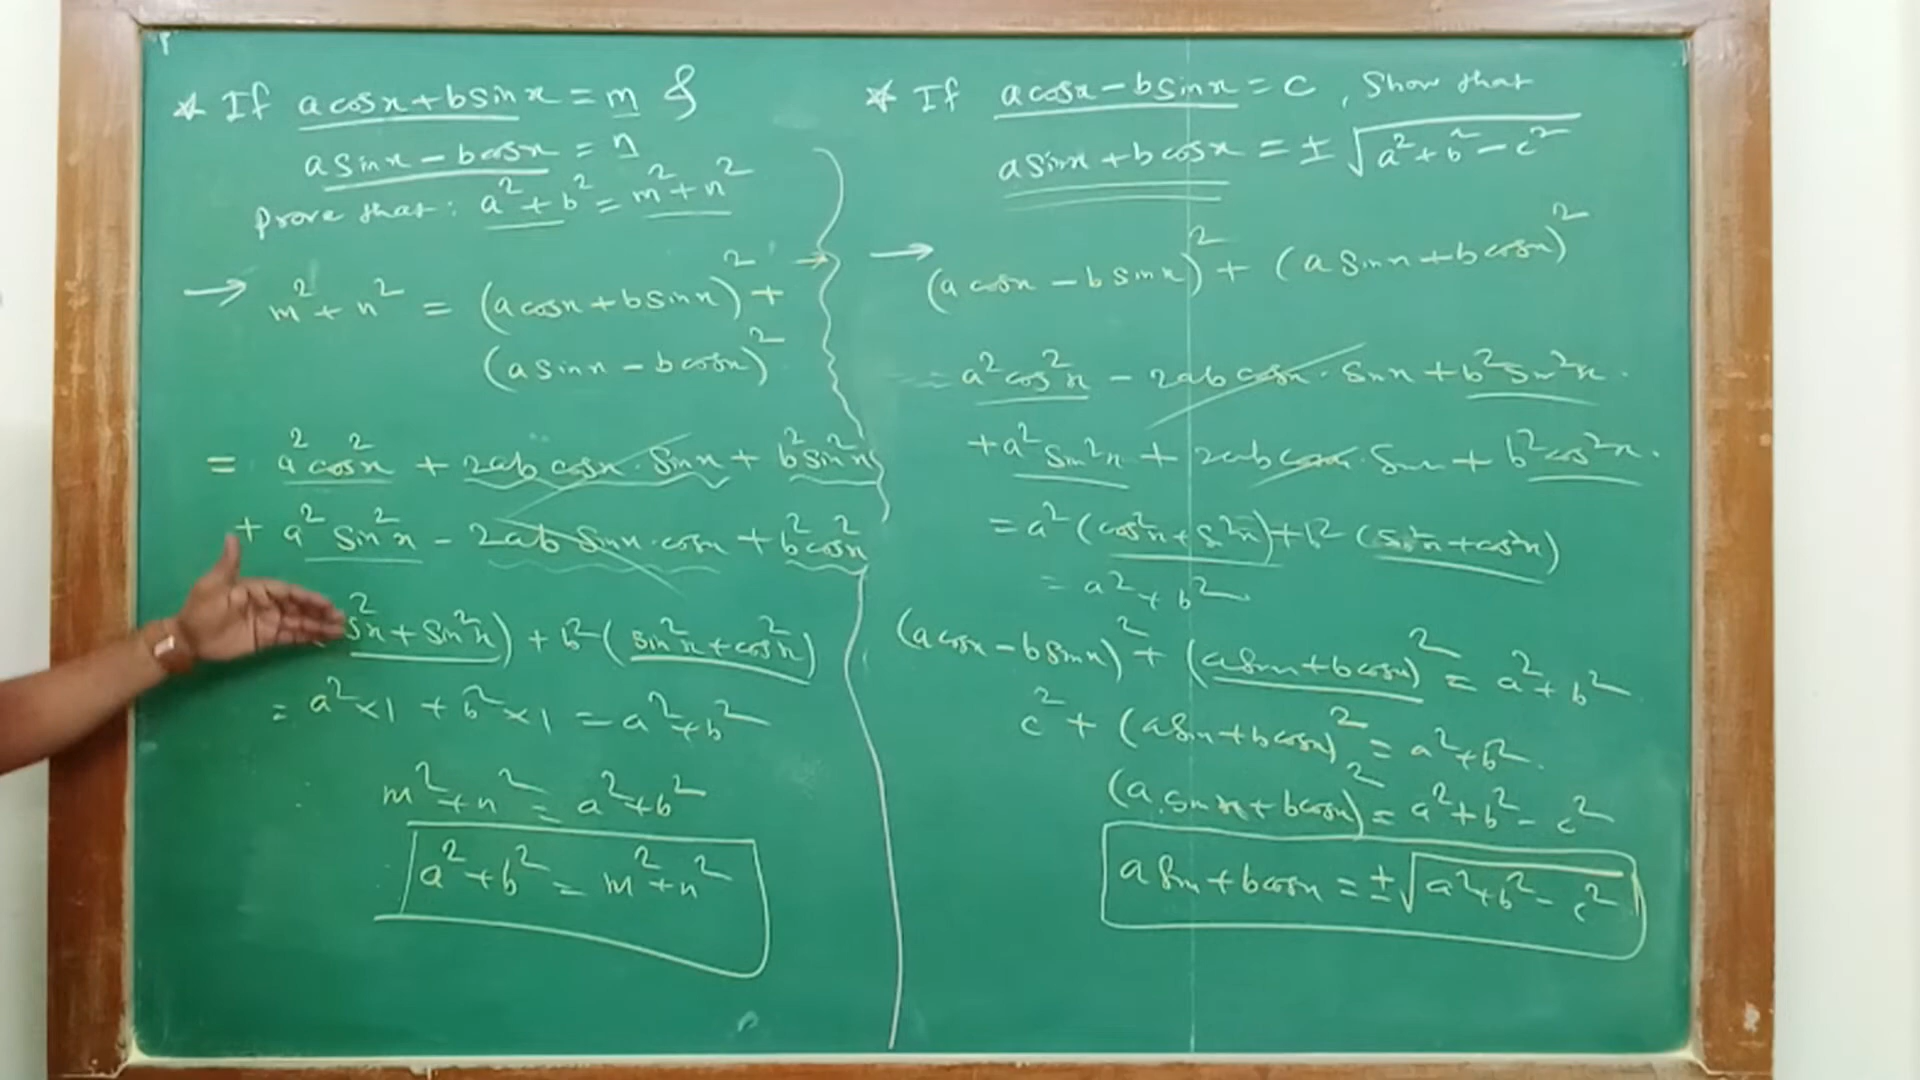 * If a cosx + b sinx = m &
a sinx - b cosx = n
Prove that: a² + b² = m² + n²
→ m² + n² = (a cosx + b sinx)² +
(a sinx - b cosx)²
= a² cos²x + 2ab cosx · sinx + b² sin²x
+ a² sin²x - 2ab sinx · cosx + b² cos²x
s²x + sin²x) + b² (sin²x + cos²x)
= a² × 1 + b² × 1 = a² + b²
m² + n² = a² + b²
a² + b² = m² + n²
* If a cosx - b sinx = c, Show that
a sinx + b cosx = ± √(a² + b² - c²)
→ (a cosx - b sinx)² + (a sinx + b cosx)²
= a² cos²x - 2ab cosx · sinx + b² sin²x.
+ a² sin²x + 2ab cosx · sinx + b² cos²x.
= a² (cos²x + s²x) + b² (sin²x + cos²x)
= a² + b²
(a cosx - b sinx)² + (a sinx + b cosx)² = a² + b²
c² + (a sinx + b cosx)² = a² + b².
(a sinx + b cosx)² = a² + b² - c²
a sinx + b cosx = ± √(a² + b² - c²)